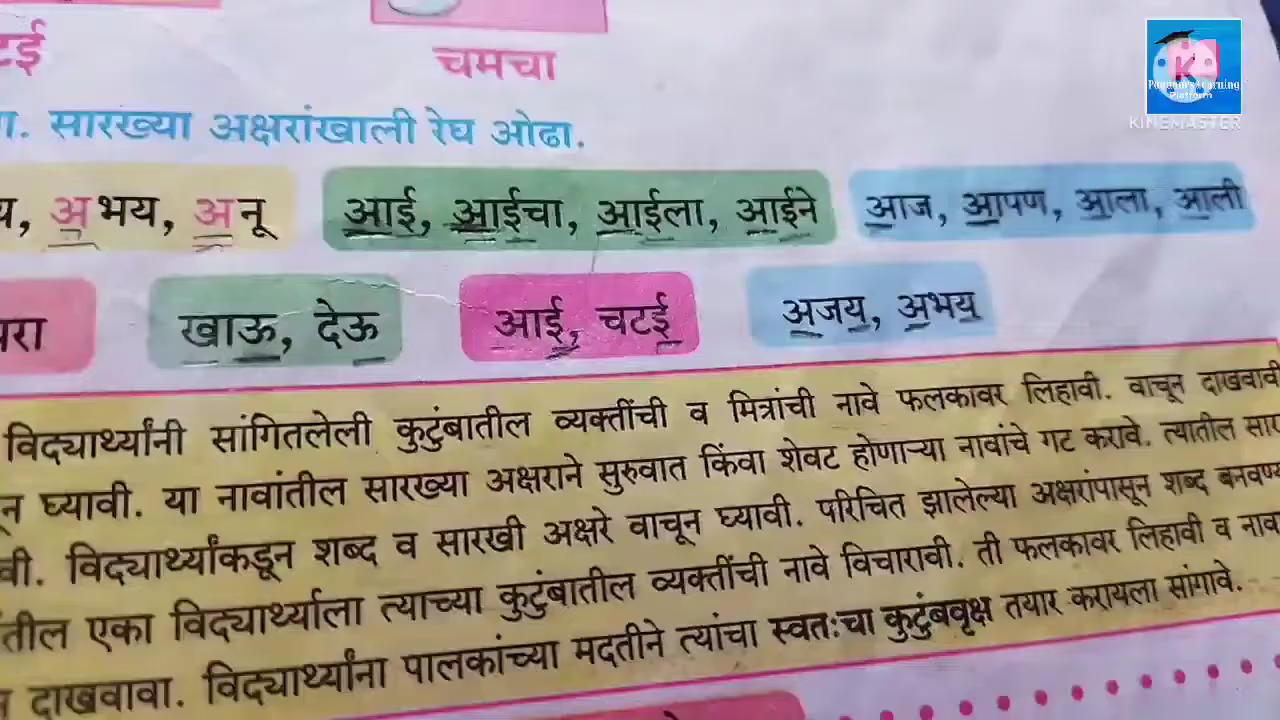 चमचा
सारख्या अक्षरांखाली रेघ ओढा.
अभय, अनू
आई, आईचा, आईला, आईने
आज, आपण, आला, आली
खाऊ, देऊ
आई, चटई
अजय, अभय
विद्यार्थ्यांनी सांगितलेली कुटुंबातील व्यक्तींची व मित्रांची नावे फलकावर लिहावी. वाचून दाखवावी
घ्यावी. या नावांतील सारख्या अक्षराने सुरुवात किंवा शेवट होणाऱ्या नावांचे गट करावे. त्यातील
विद्यार्थ्यांकडून शब्द व सारखी अक्षरे वाचून घ्यावी. परिचित झालेल्या अक्षरांपासून शब्द
एका विद्यार्थ्याला त्याच्या कुटुंबातील व्यक्तींची नावे विचारावी. ती फलकावर लिहावी व
दाखवावा. विद्यार्थ्यांना पालकांच्या मदतीने त्यांचा स्वतःचा कुटुंबवृक्ष तयार करायला सांगावे.
K
Platform
KINEMASTER